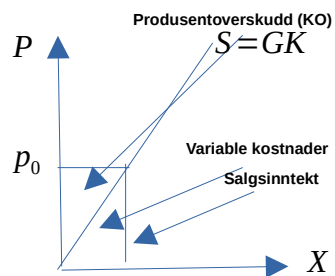 Produsentoverskudd (KO)
P
S=GK
p0
Variable kostnader
Salgsinntekt
X